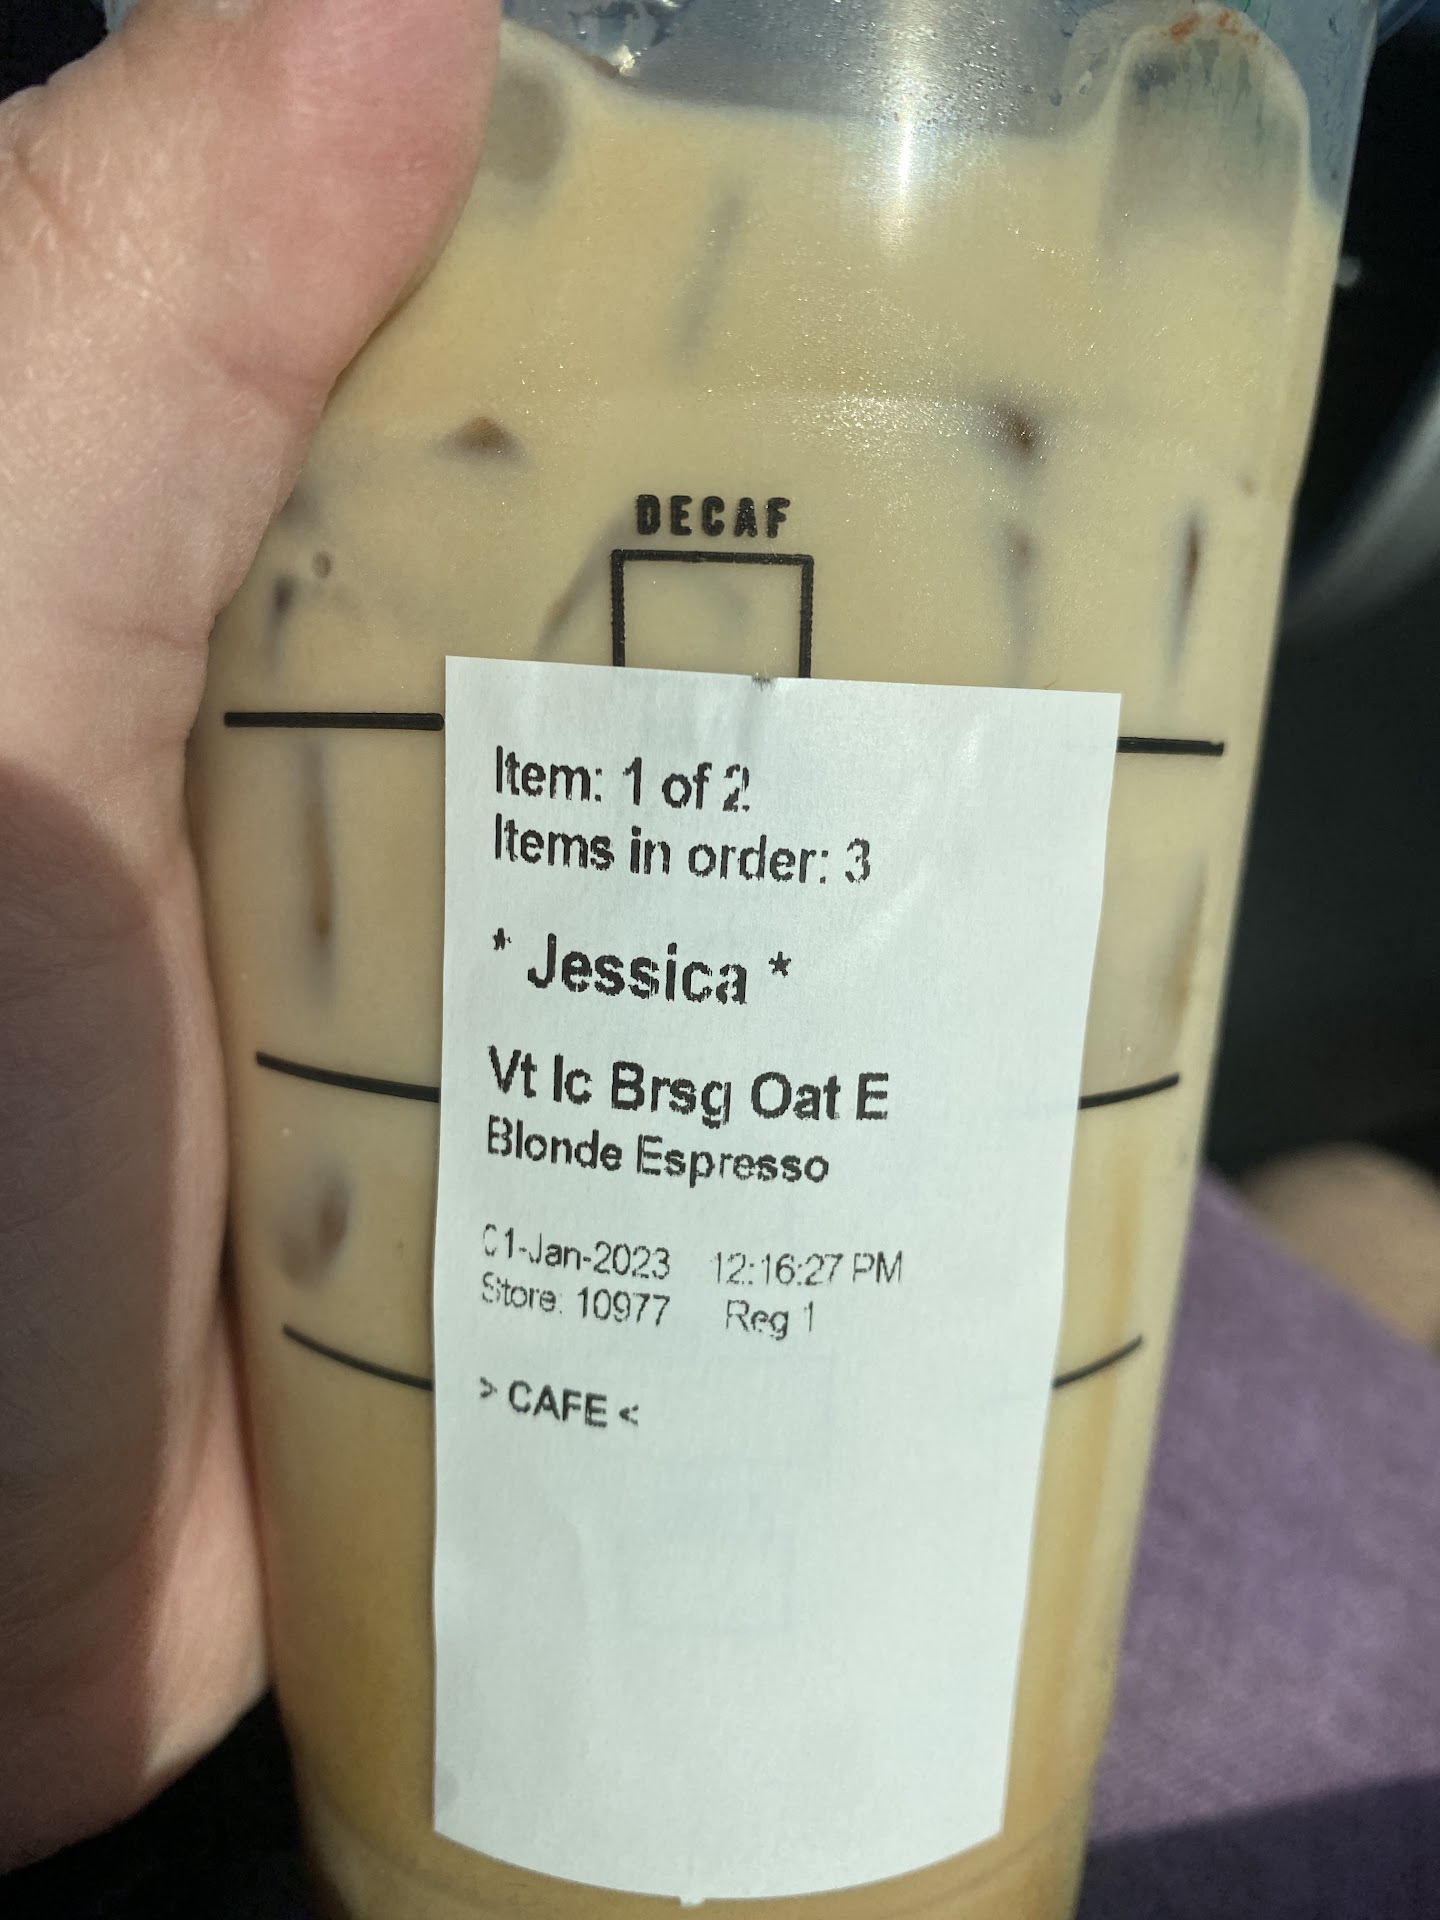 DECAF
Item: 1 of 2
Items in order: 3
* Jessica *
Vt Ic Brsg Oat E
Blonde Espresso
01-Jan-2023 12:16:27 PM
Store: 10977 Reg 1
> CAFE <